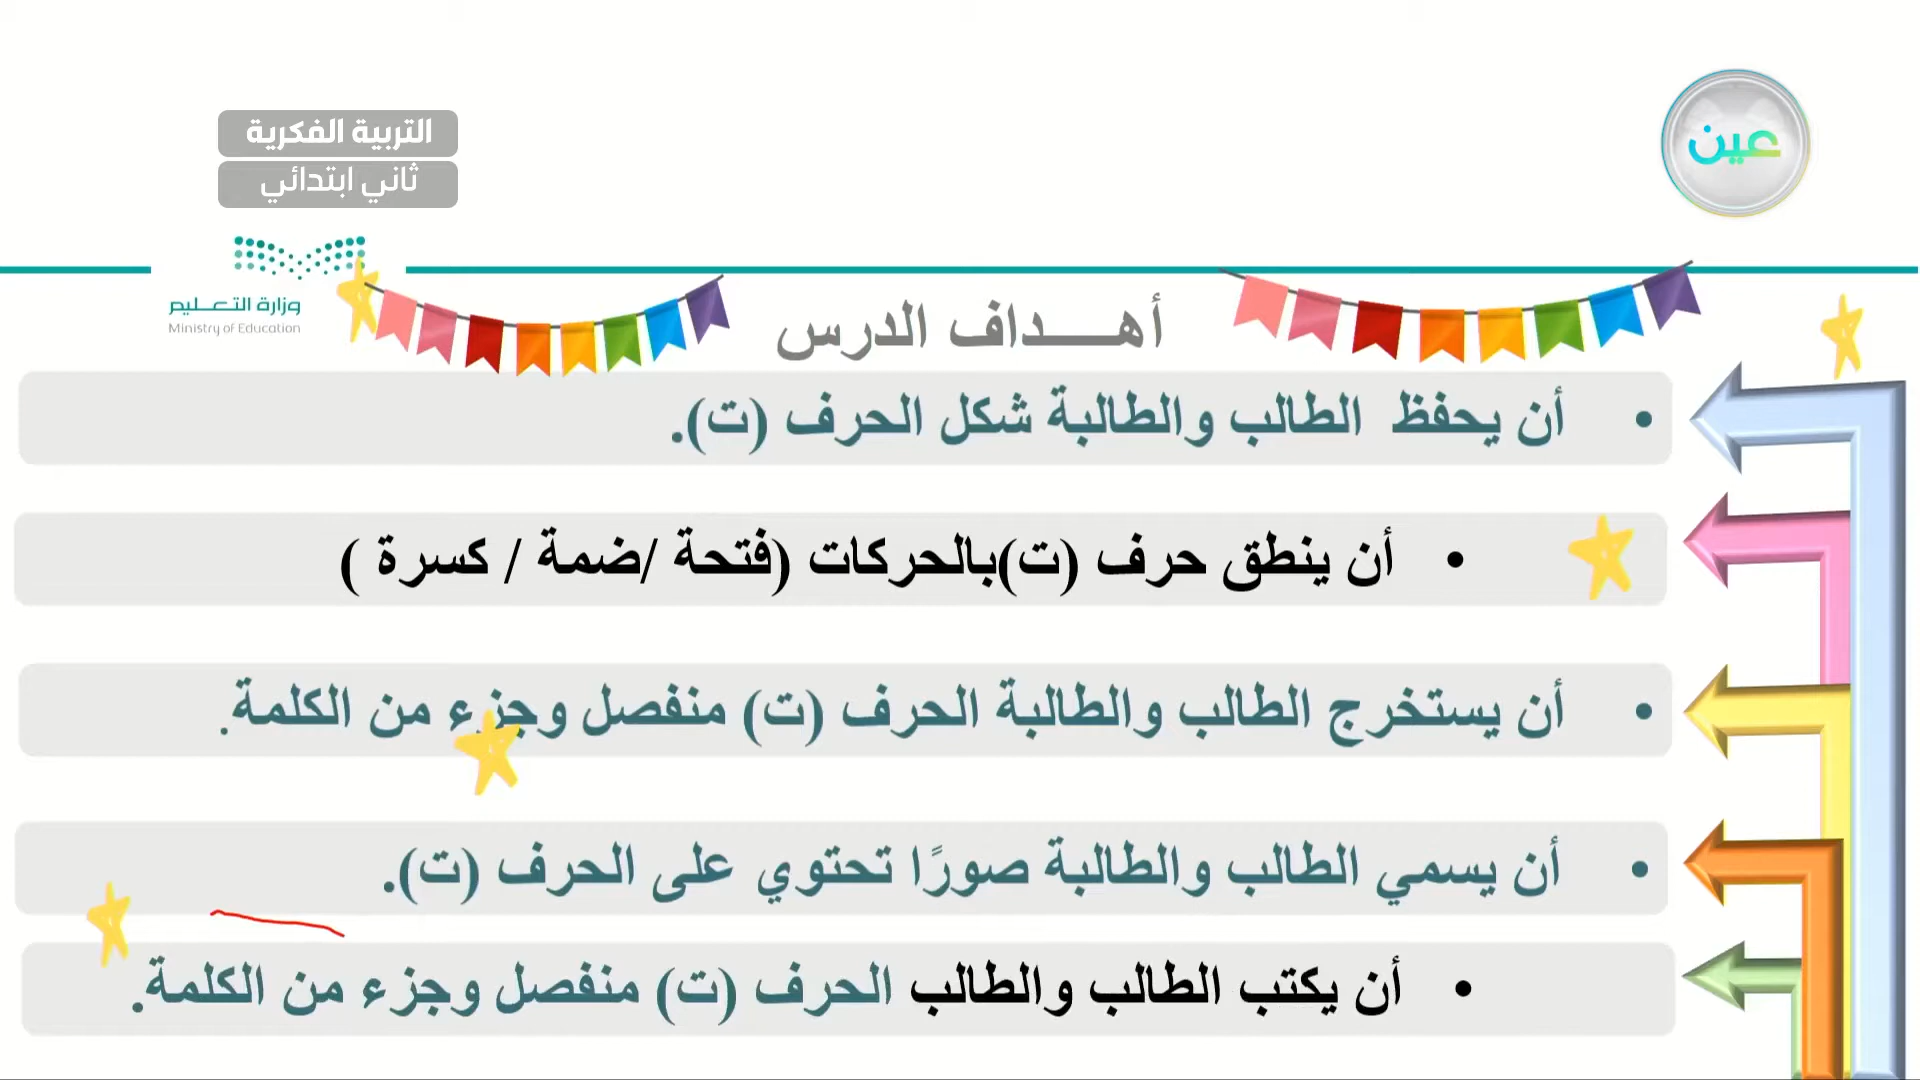 التربية الفكرية
ثاني ابتدائي
عين
وزارة التعليم
Ministry of Education
أهداف الدرس
• أن يحفظ الطالب والطالبة شكل الحرف (ت).
• أن ينطق حرف (ت)بالحركات (فتحة /ضمة / كسرة )
• أن يستخرج الطالب والطالبة الحرف (ت) منفصل وجزء من الكلمة.
• أن يسمي الطالب والطالبة صورًا تحتوي على الحرف (ت).
• أن يكتب الطالب والطالب الحرف (ت) منفصل وجزء من الكلمة.